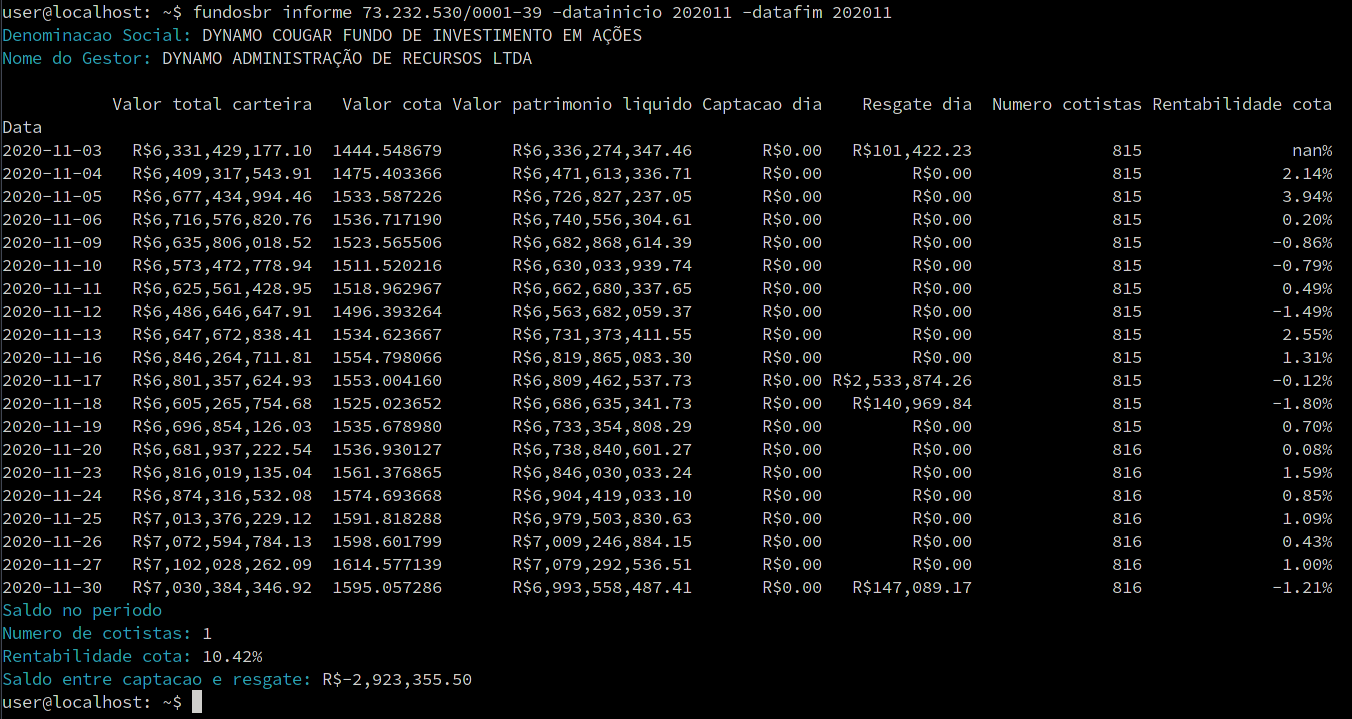 user@localhost: ~$ fundosbr informe 73.232.530/0001-39 -datainicio 202011 -datafim 202011
Denominacao Social: DYNAMO COUGAR FUNDO DE INVESTIMENTO EM AÇÕES
Nome do Gestor: DYNAMO ADMINISTRAÇÃO DE RECURSOS LTDA
Valor total carteira Valor cota Valor patrimonio liquido Captacao dia Resgate dia Numero cotistas Rentabilidade cota
Data
2020-11-03 R$6,331,429,177.10 1444.548679 R$6,336,274,347.46 R$0.00 R$101,422.23 815 nan%
2020-11-04 R$6,409,317,543.91 1475.403366 R$6,471,613,336.71 R$0.00 R$0.00 815 2.14%
2020-11-05 R$6,677,434,994.46 1533.587226 R$6,726,827,237.05 R$0.00 R$0.00 815 3.94%
2020-11-06 R$6,716,576,820.76 1536.717190 R$6,740,556,304.61 R$0.00 R$0.00 815 0.20%
2020-11-09 R$6,635,806,018.52 1523.565506 R$6,682,868,614.39 R$0.00 R$0.00 815 -0.86%
2020-11-10 R$6,573,472,778.94 1511.520216 R$6,630,033,939.74 R$0.00 R$0.00 815 -0.79%
2020-11-11 R$6,625,561,428.95 1518.962967 R$6,662,680,337.65 R$0.00 R$0.00 815 0.49%
2020-11-12 R$6,486,646,647.91 1496.393264 R$6,563,682,059.37 R$0.00 R$0.00 815 -1.49%
2020-11-13 R$6,647,672,838.41 1534.623667 R$6,731,373,411.55 R$0.00 R$0.00 815 2.55%
2020-11-16 R$6,846,264,711.81 1554.798066 R$6,819,865,083.30 R$0.00 R$0.00 815 1.31%
2020-11-17 R$6,801,357,624.93 1553.004160 R$6,809,462,537.73 R$0.00 R$2,533,874.26 815 -0.12%
2020-11-18 R$6,605,265,754.68 1525.023652 R$6,686,635,341.73 R$0.00 R$140,969.84 815 -1.80%
2020-11-19 R$6,696,854,126.03 1535.678980 R$6,733,354,808.29 R$0.00 R$0.00 815 0.70%
2020-11-20 R$6,681,937,222.54 1536.930127 R$6,738,840,601.27 R$0.00 R$0.00 816 0.08%
2020-11-23 R$6,816,019,135.04 1561.376865 R$6,846,030,033.24 R$0.00 R$0.00 816 1.59%
2020-11-24 R$6,874,316,532.08 1574.693668 R$6,904,419,033.10 R$0.00 R$0.00 816 0.85%
2020-11-25 R$7,013,376,229.12 1591.818288 R$6,979,503,830.63 R$0.00 R$0.00 816 1.09%
2020-11-26 R$7,072,594,784.13 1598.601799 R$7,009,246,884.15 R$0.00 R$0.00 816 0.43%
2020-11-27 R$7,102,028,262.09 1614.577139 R$7,079,292,536.51 R$0.00 R$0.00 816 1.00%
2020-11-30 R$7,030,384,346.92 1595.057286 R$6,993,558,487.41 R$0.00 R$147,089.17 816 -1.21%
Saldo no periodo
Numero de cotistas: 1
Rentabilidade cota: 10.42%
Saldo entre captacao e resgate: R$-2,923,355.50
user@localhost: ~$